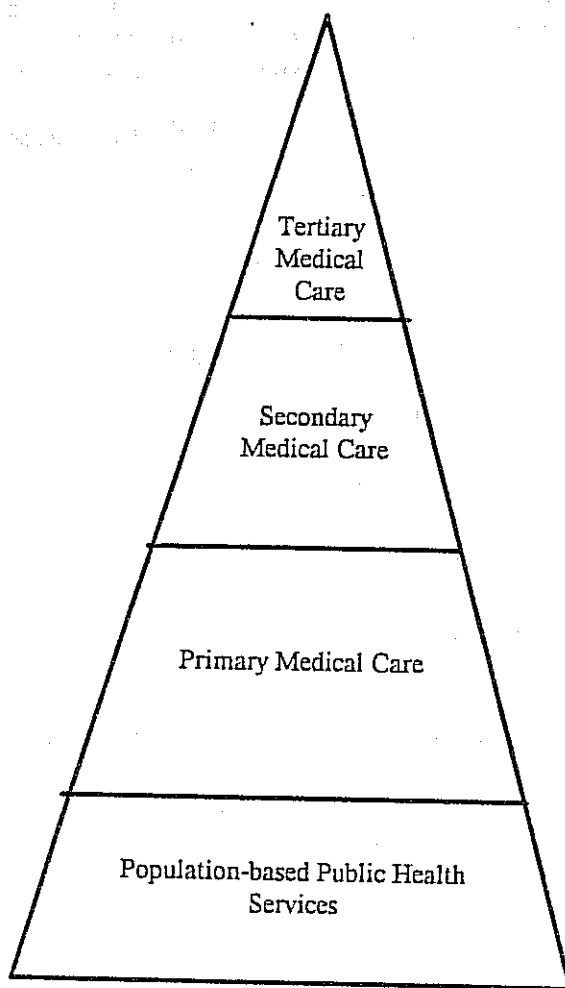 Tertiary
Medical
Care
Secondary
Medical Care
Primary Medical Care
Population-based Public Health
Services